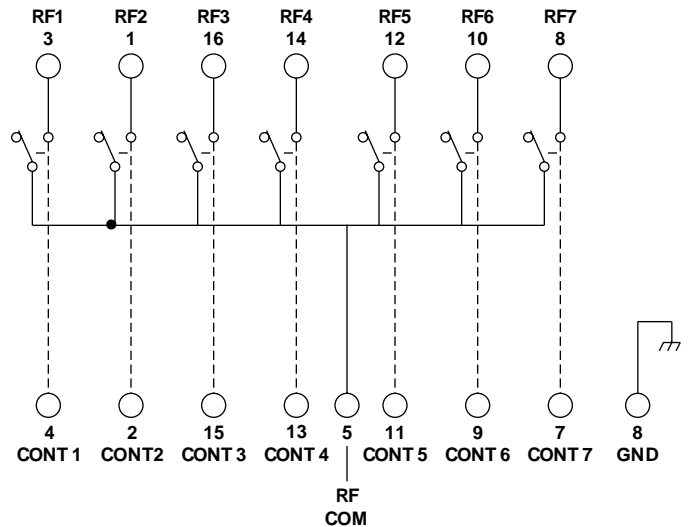 RF1 RF2 RF3 RF4 RF5 RF6 RF7
3 1 16 14 12 10 8
4 2 15 13 5 11 9 7 8
CONT 1 CONT2 CONT 3 CONT 4 CONT 5 CONT 6 CONT 7 GND
RF
COM